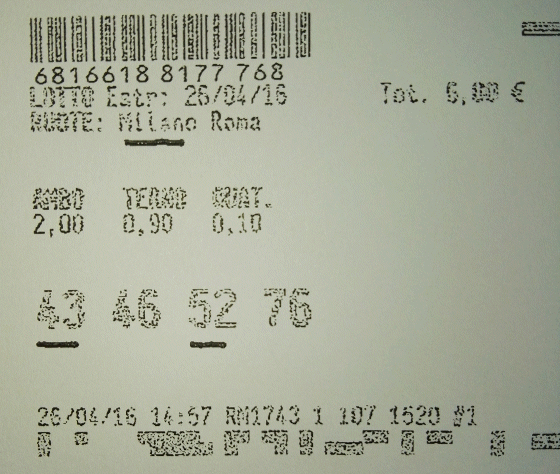 6816618 8177 768
LOTTO Estr: 26/04/16 Tot. 6,00 €
RUOTE: Milano Roma
AMBO TERNO QUAT.
2,00 0,90 0,10
43 46 52 76
26/04/16 14:57 RM1743 1 107 1520 #1